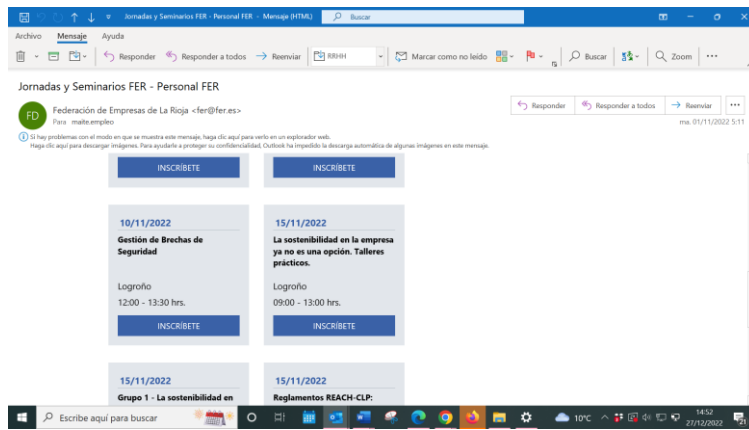 Jornadas y Seminarios FER - Personal FER - Mensaje (HTML)
Buscar
Archivo Mensaje Ayuda
Responder Responder a todos Reenviar RRHH Marcar como no leído Buscar Zoom
Jornadas y Seminarios FER - Personal FER
FD
Federación de Empresas de La Rioja <fer@fer.es>
Para maite.empleo
Responder Responder a todos Reenviar
ma. 01/11/2022 5:11
Si hay problemas con el modo en que se muestra este mensaje, haga clic aquí para verlo en un explorador web.
Haga clic aquí para descargar imágenes. Para ayudarle a proteger su confidencialidad, Outlook ha impedido la descarga automática de algunas imágenes en este mensaje.
INSCRÍBETE
INSCRÍBETE
10/11/2022
Gestión de Brechas de
Seguridad
Logroño
12:00 - 13:30 hrs.
INSCRÍBETE
15/11/2022
La sostenibilidad en la empresa
ya no es una opción. Talleres
prácticos.
Logroño
09:00 - 13:00 hrs.
INSCRÍBETE
15/11/2022
Grupo 1 - La sostenibilidad en
15/11/2022
Reglamentos REACH-CLP:
Escribe aquí para buscar
10°C
14:52
27/12/2022
21